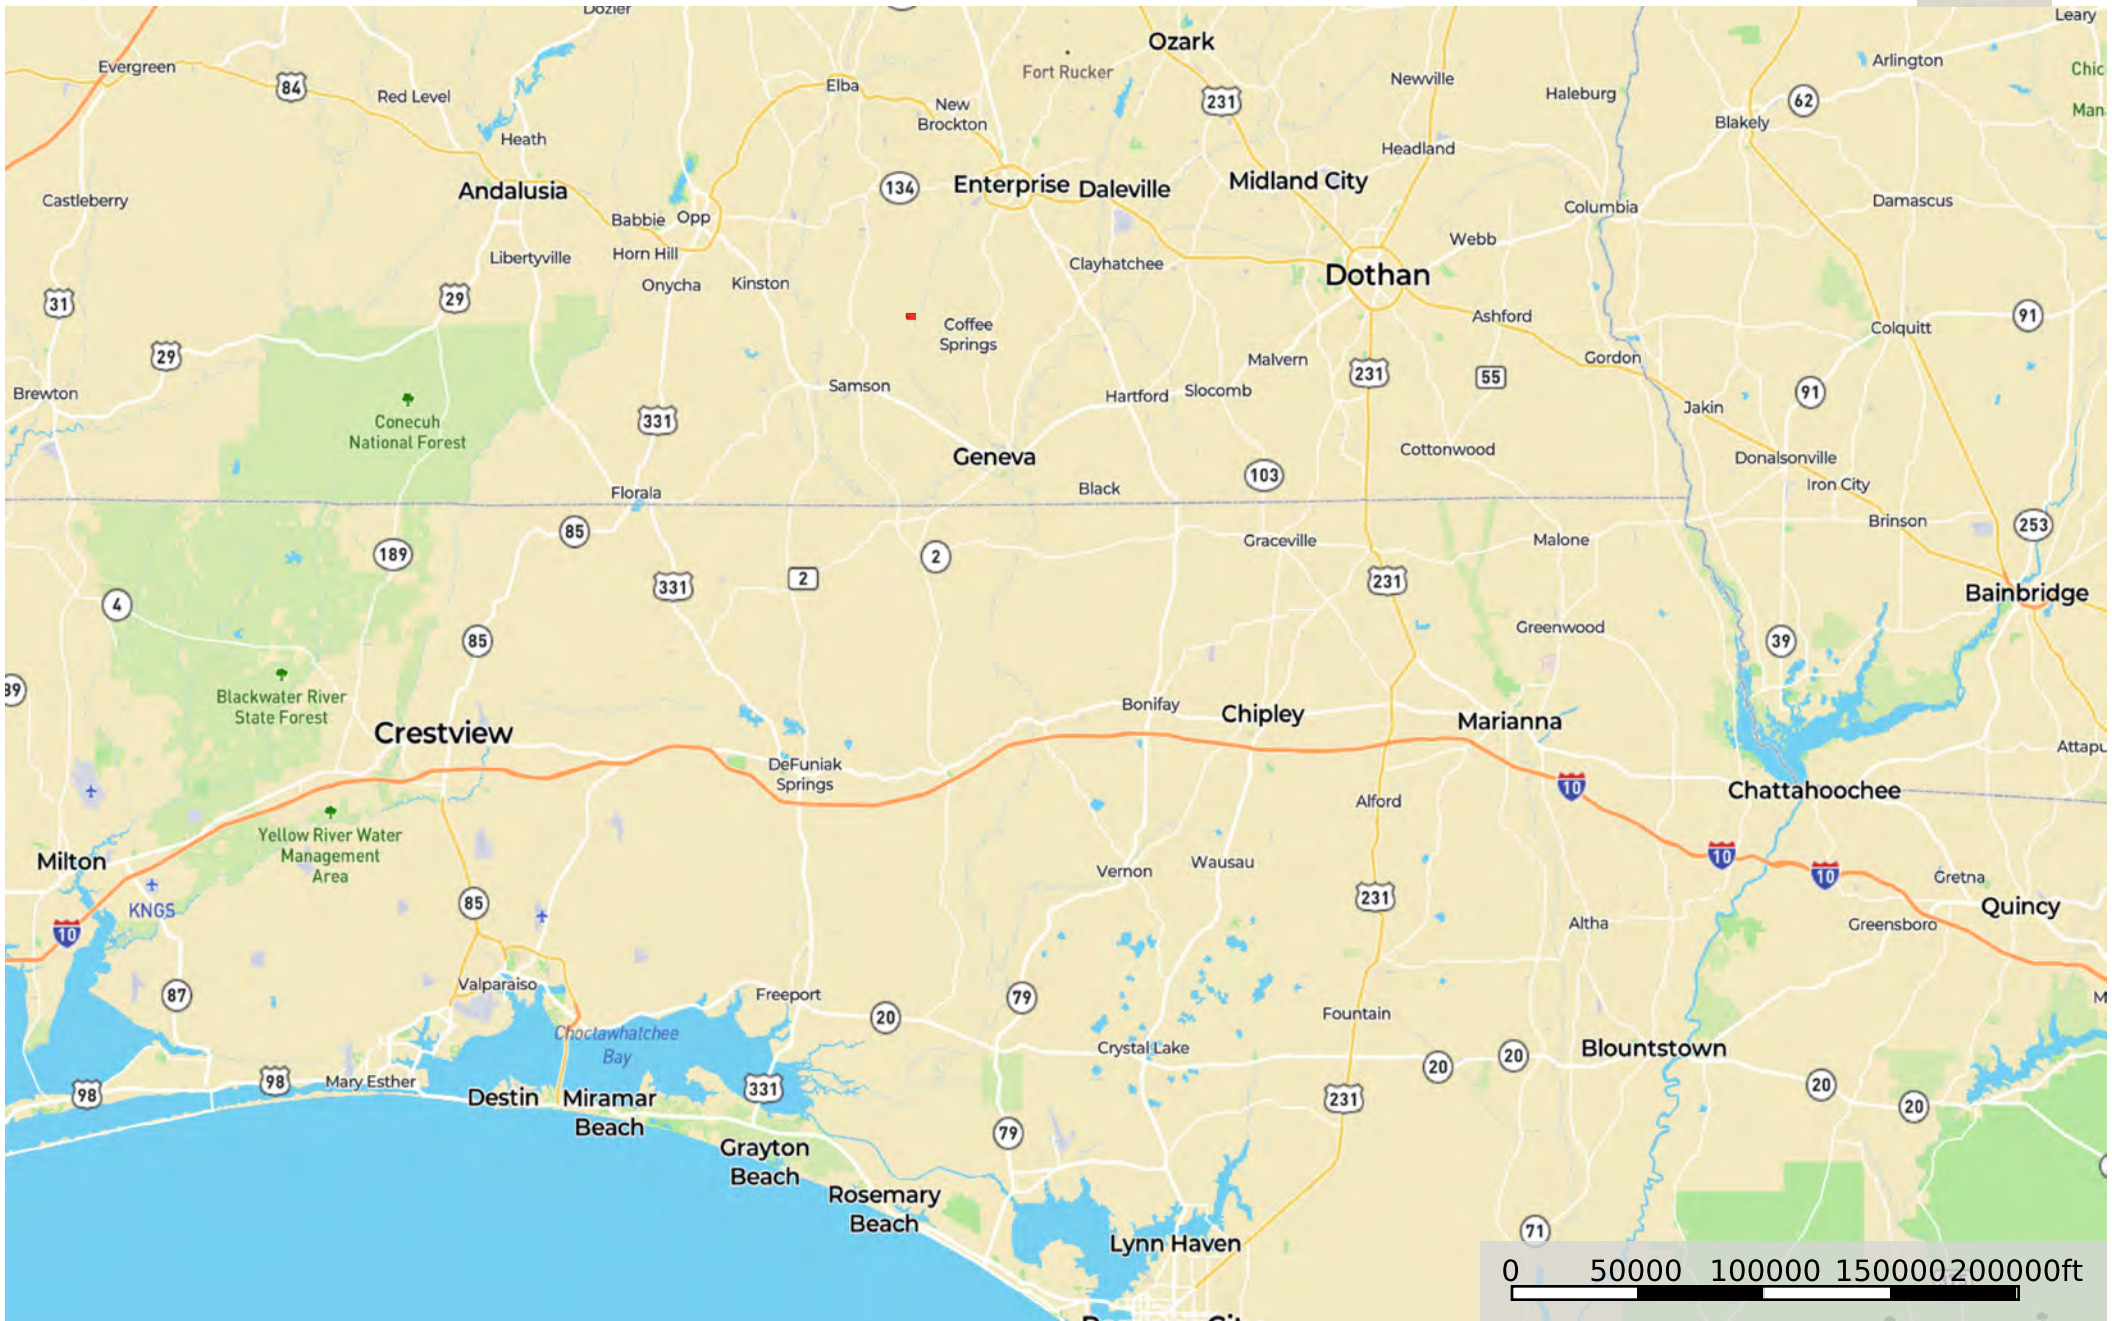 Dozier
Leary
Ozark
Evergreen
84
Red Level
Elba
Fort Rucker
231
Newville
Haleburg
62
Arlington
Chic
Man
New
Brockton
Blakely
Heath
Headland
Castleberry
Andalusia
134
Enterprise
Daleville
Midland City
Columbia
Damascus
Babbie
Opp
Webb
Libertyville
Horn Hill
Clayhatchee
Dothan
31
29
Onycha
Kinston
Coffee
Springs
Ashford
91
Colquitt
29
Malvern
Gordon
Brewton
Samson
Hartford
Slocomb
231
55
91
Conecuh
National Forest
331
Jakin
Geneva
Cottonwood
Donalsonville
Florala
Black
103
Iron City
85
Brinson
253
189
2
2
Graceville
Malone
331
231
Bainbridge
4
85
Greenwood
39
39
Blackwater River
State Forest
Crestview
Bonifay
Chipley
Marianna
Attapu
DeFuniak
Springs
10
Chattahoochee
Alford
Yellow River Water
Management
Area
Milton
Vernon
Wausau
10
10
Gretna
KNGS
85
231
Quincy
10
Altha
Greensboro
87
Valparaiso
Freeport
79
M
20
Fountain
Choctawhatchee
Bay
Crystal Lake
Blountstown
98
98
Mary Esther
Destin
Miramar
Beach
331
20
20
20
20
231
Grayton
Beach
79
Rosemary
Beach
Lynn Haven
71
0 50000 100000 150000 200000ft